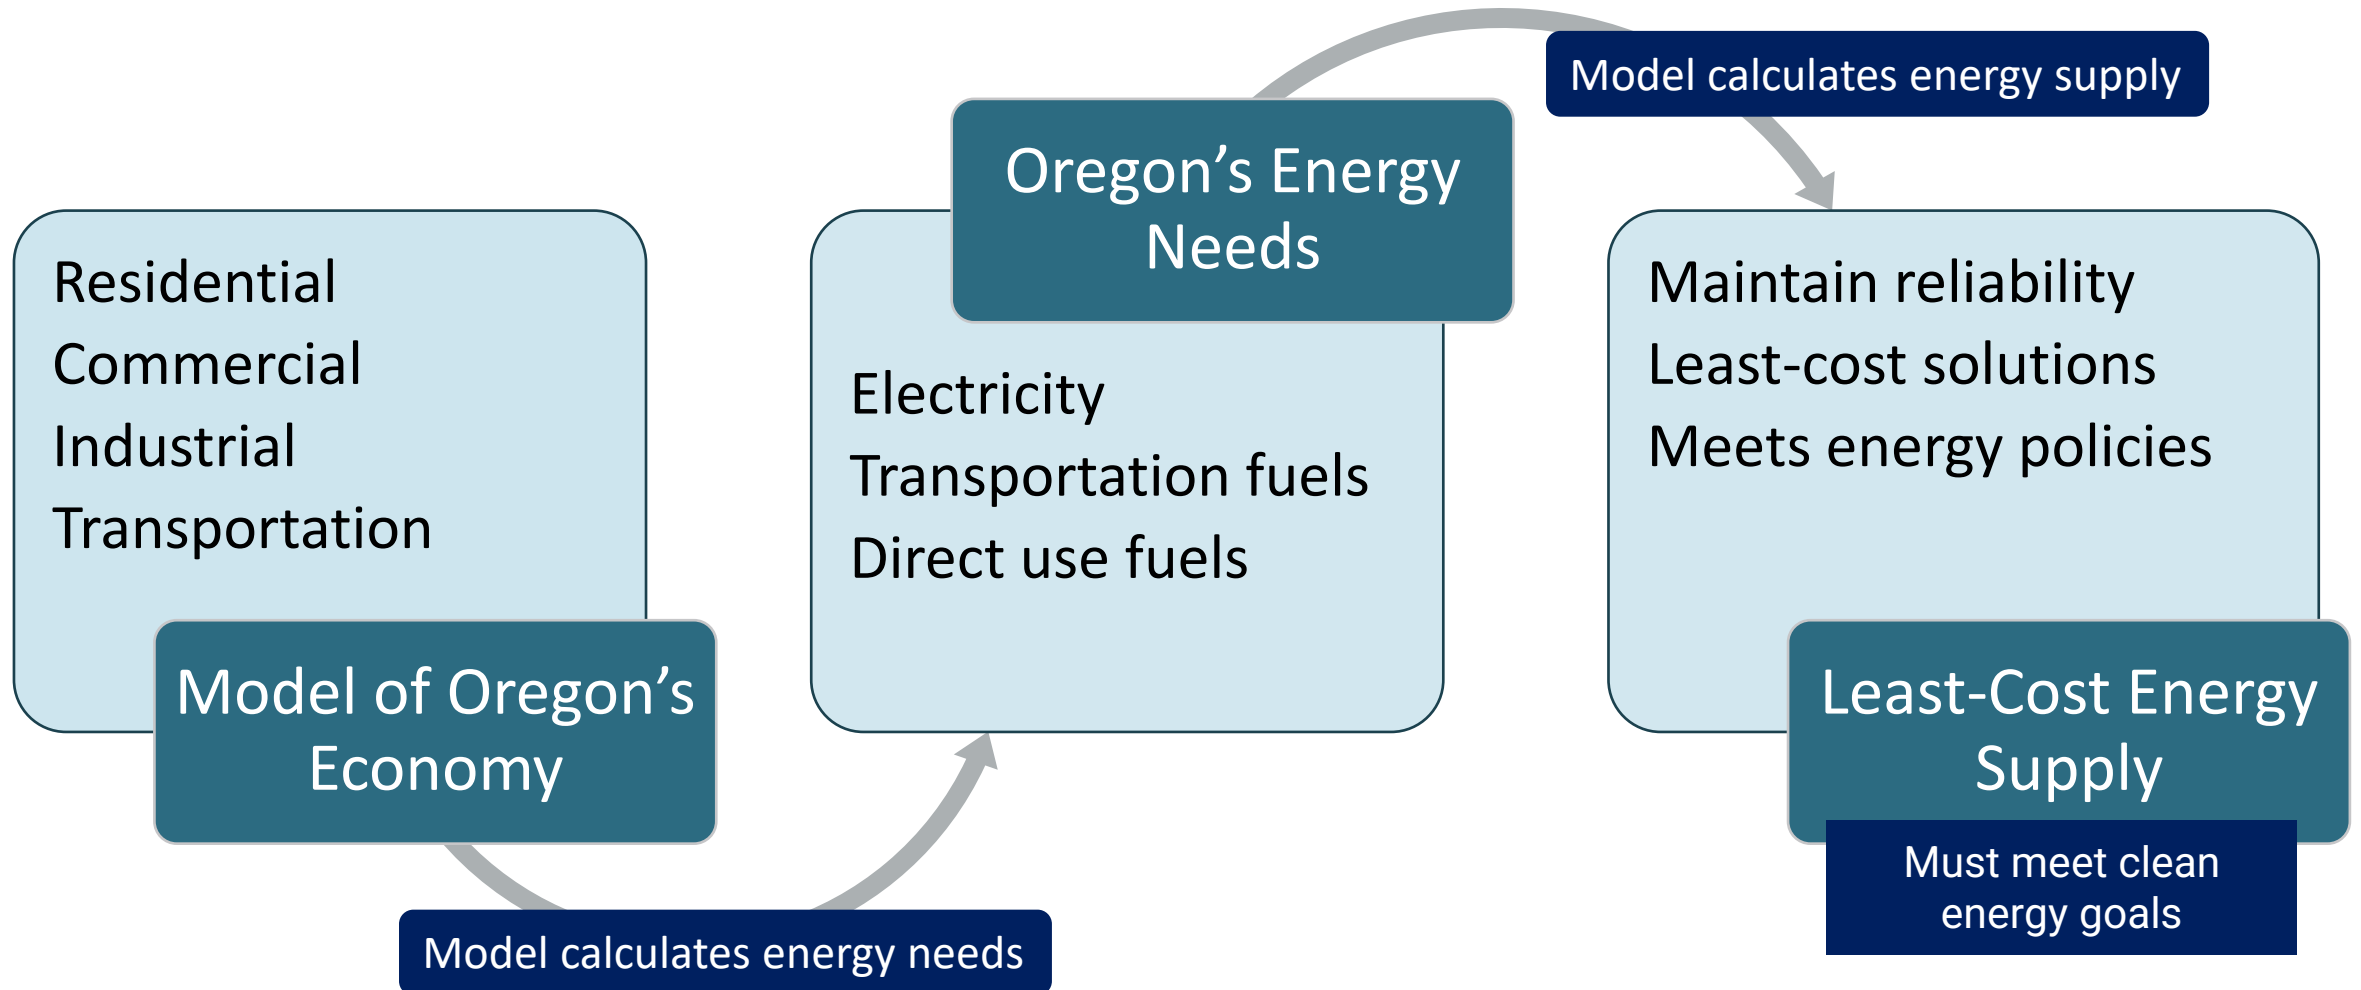 Residential
Commercial
Industrial
Transportation
Model of Oregon’s
Economy
Model calculates energy needs
Oregon’s Energy
Needs
Electricity
Transportation fuels
Direct use fuels
Model calculates energy supply
Maintain reliability
Least-cost solutions
Meets energy policies
Least-Cost Energy
Supply
Must meet clean
energy goals